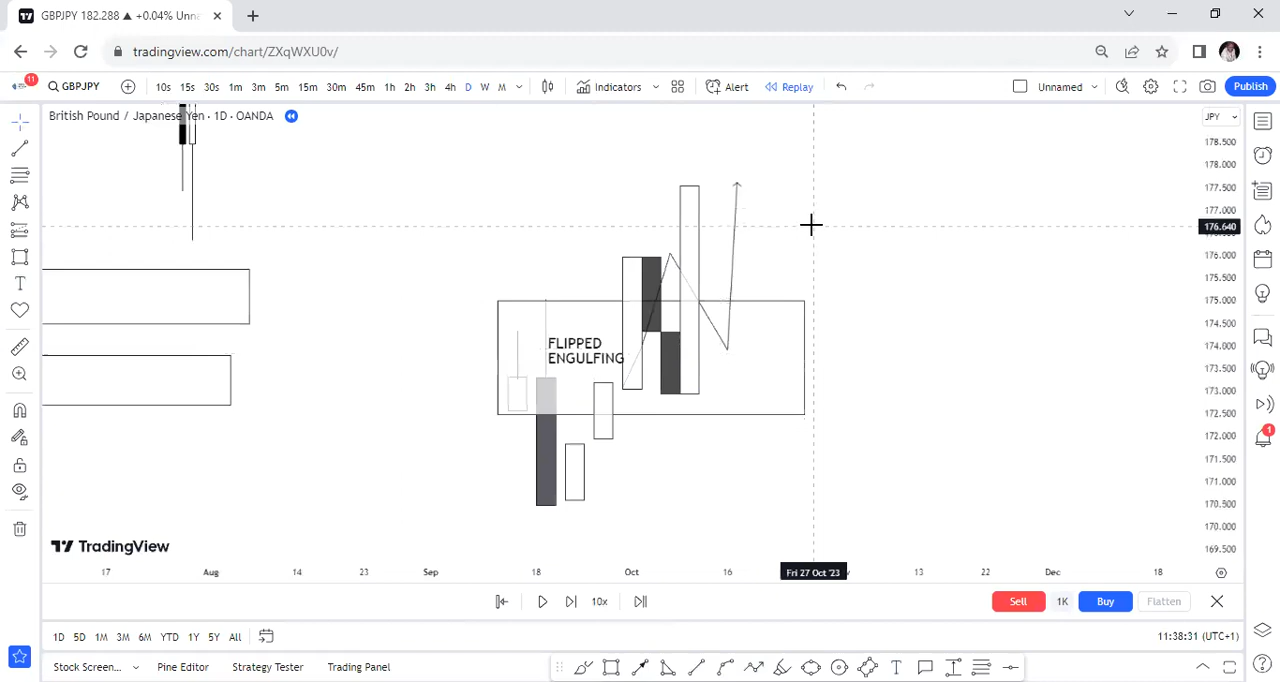 GBPJPY 182.288 ▲ +0.04% Unna
tradingview.com/chart/ZXqWXU0v/
11
GBPJPY 10s 15s 30s 1m 3m 5m 15m 30m 45m 1h 2h 3h 4h D W M Indicators Alert Replay Unnamed Publish
British Pound / Japanese Yen · 1D · OANDA
JPY
178.500
178.000
177.500
177.000
176.640
176.000
175.500
175.000
174.500
174.000
173.500
173.000
172.500
172.000
171.500
171.000
170.500
170.000
169.500
FLIPPED
ENGULFING
1
TradingView
17 Aug 14 23 Sep 18 Oct 16 Fri 27 Oct '23 13 22 Dec 18
10x Sell 1K Buy Flatten
1D 5D 1M 3M 6M YTD 1Y 5Y All 11:38:31 (UTC+1)
Stock Screen... Pine Editor Strategy Tester Trading Panel